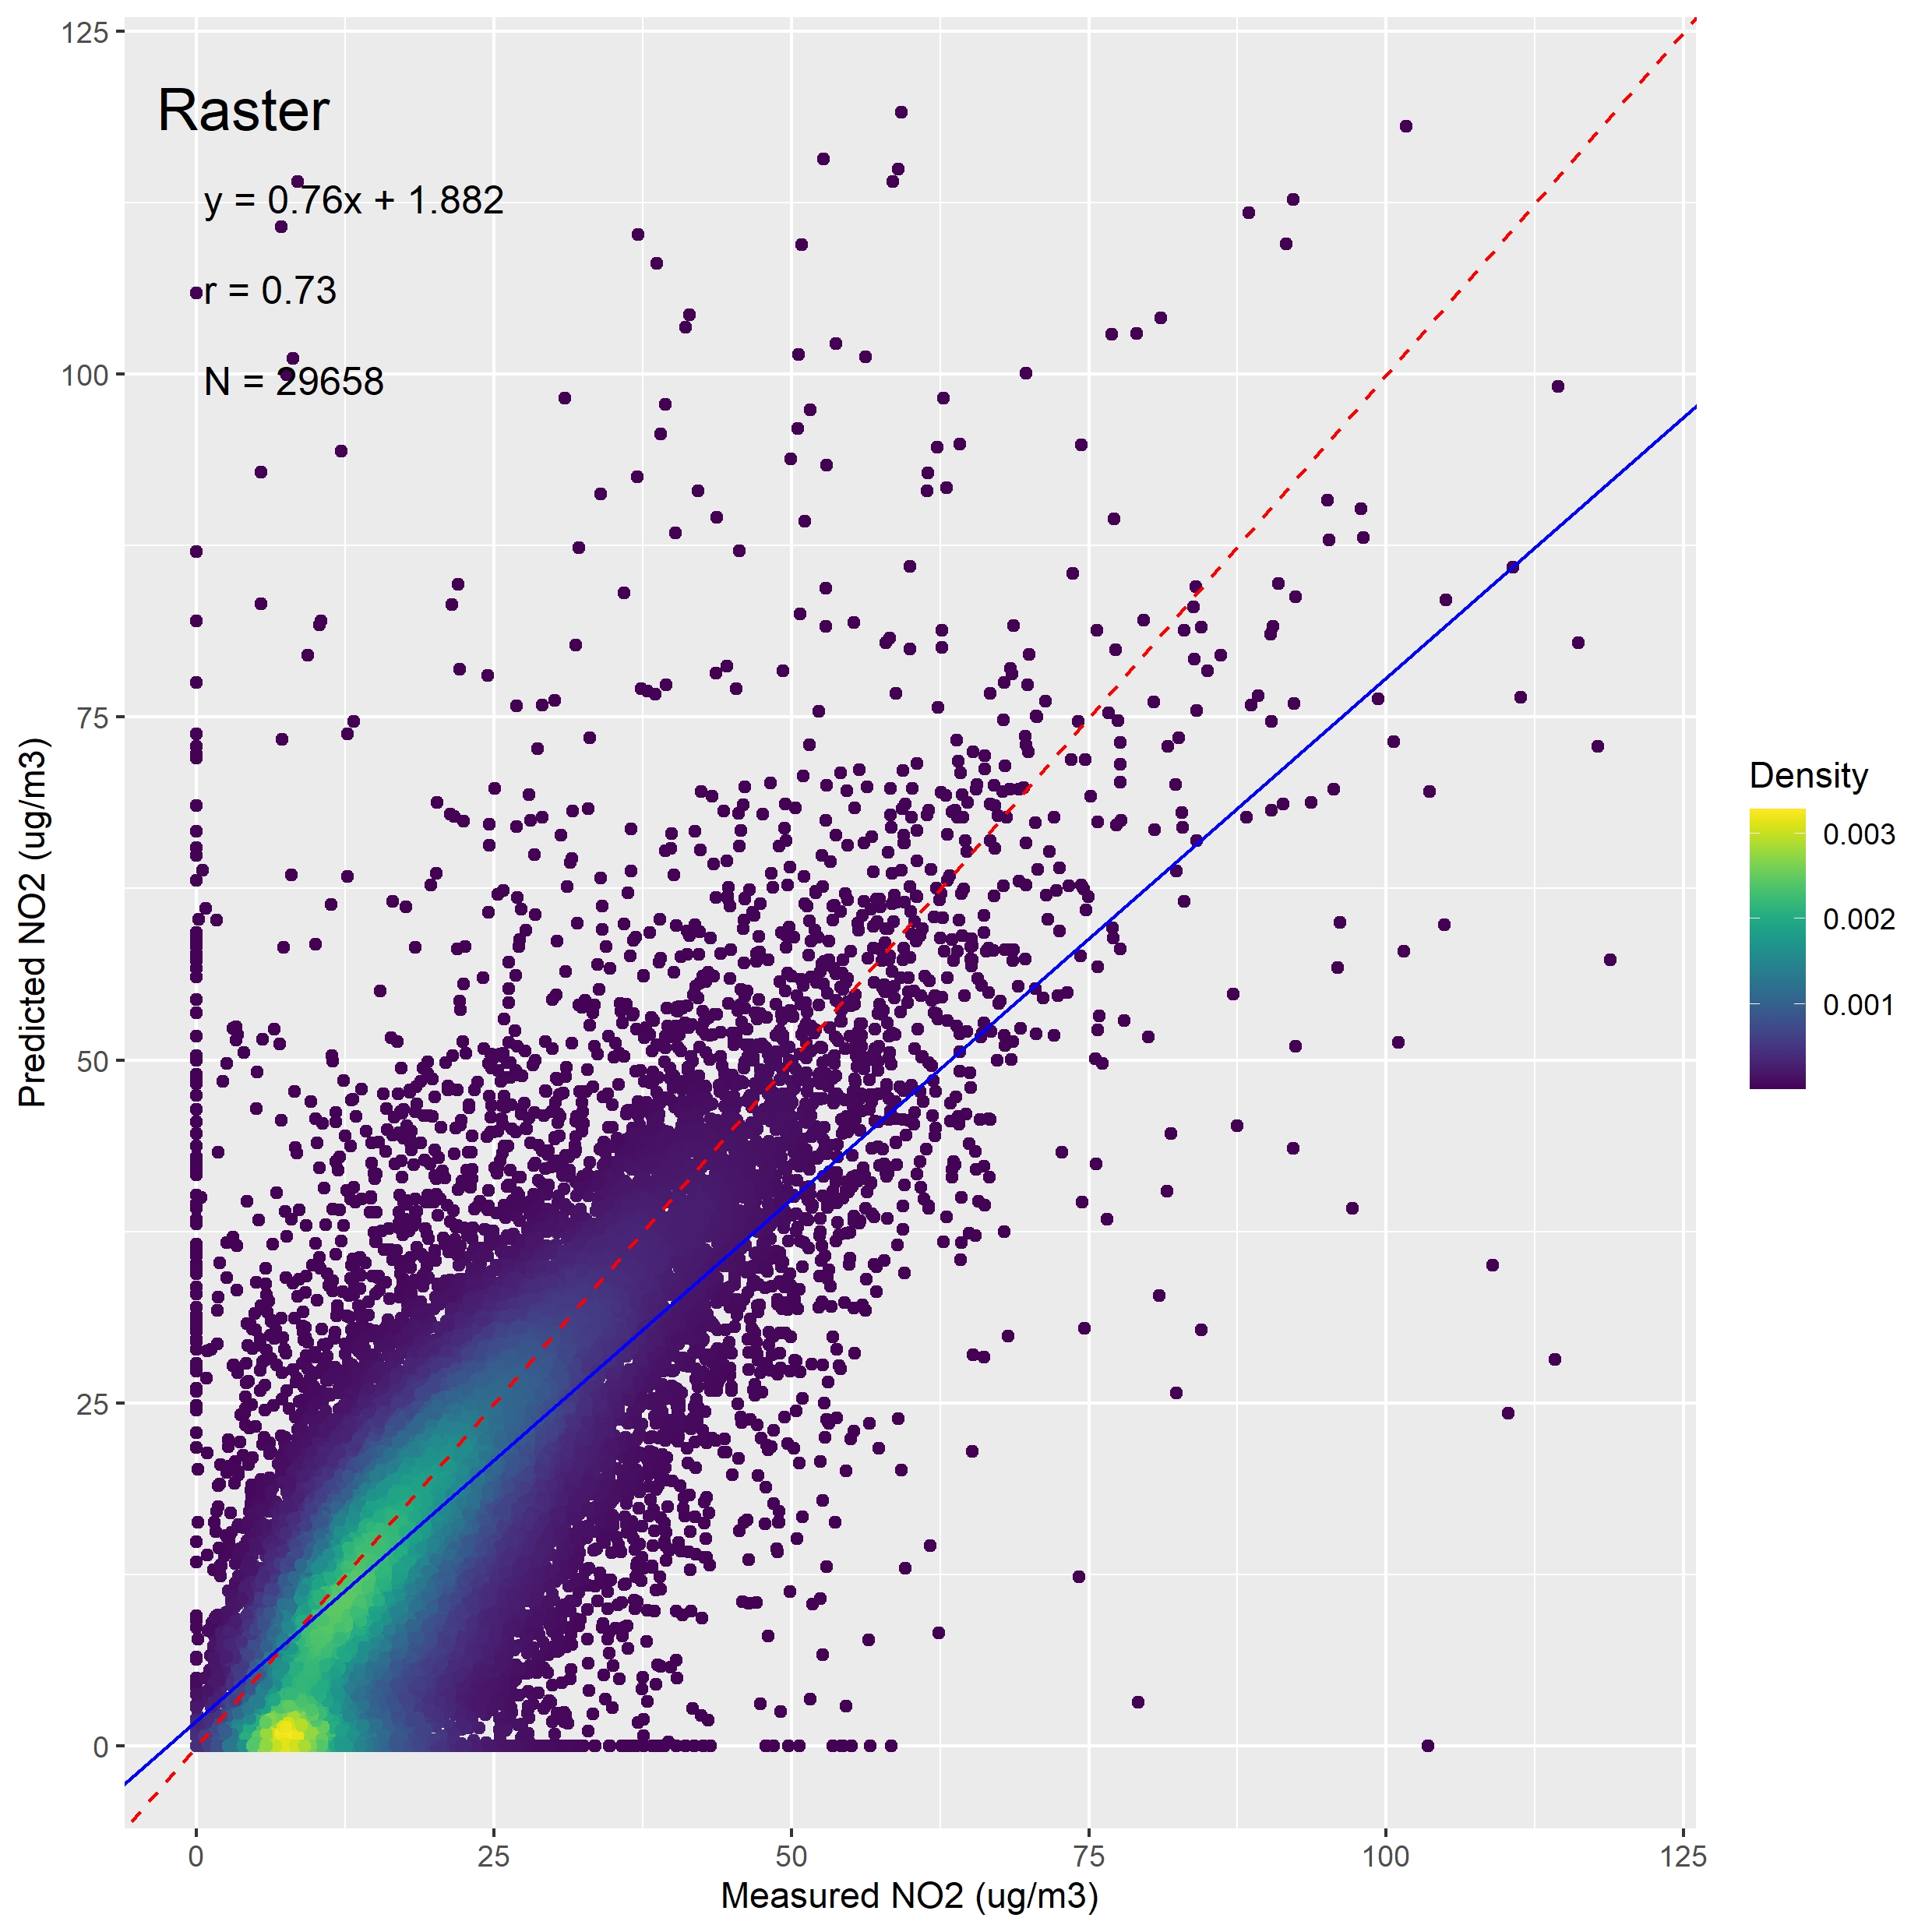 125
100
75
50
25
0
Predicted NO2 (ug/m3)
Raster
y = 0.76x + 1.882
r = 0.73
N = 29658
0 25 50 75 100 125
Measured NO2 (ug/m3)
Density
0.003
0.002
0.001